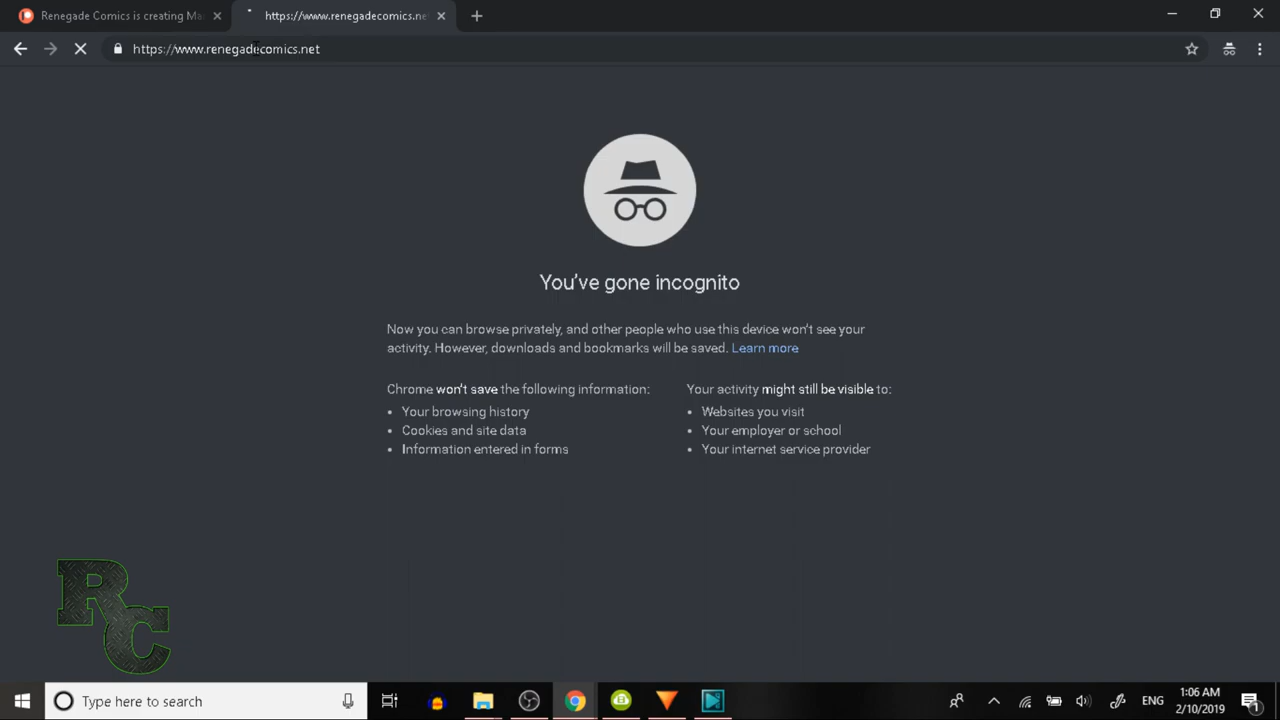 Renegade Comics is creating Ma
https://www.renegadecomics.ne
https://www.renegadecomics.net
You've gone incognito
Now you can browse privately, and other people who use this device won't see your
activity. However, downloads and bookmarks will be saved. Learn more
Chrome won't save the following information:
Your browsing history
Cookies and site data
Information entered in forms
Your activity might still be visible to:
Websites you visit
Your employer or school
Your internet service provider
RC
Type here to search
ENG
1:06 AM
2/10/2019
1